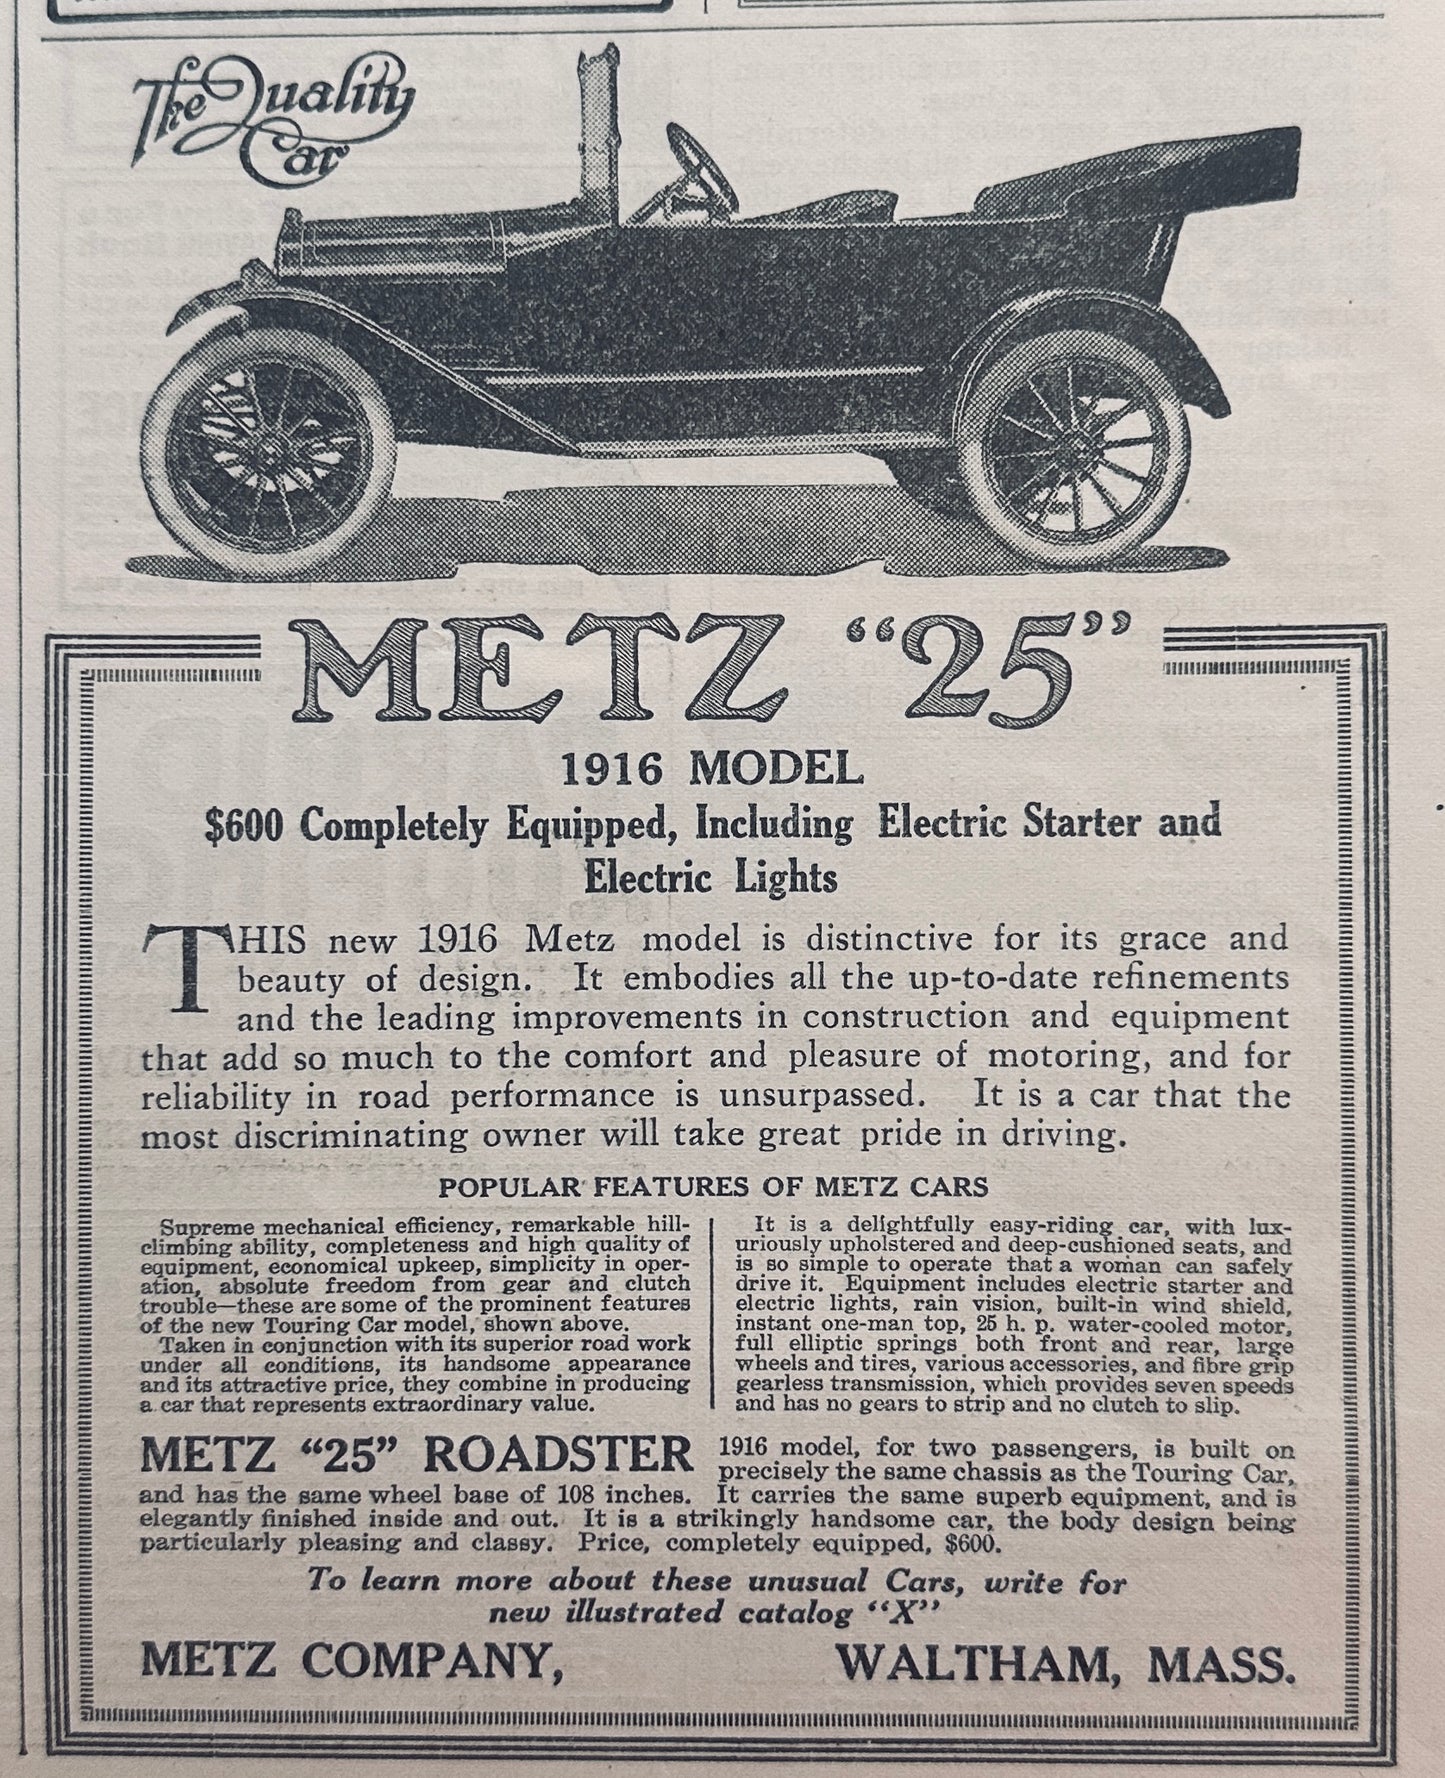 The Quality
Car
METZ “25”
1916 MODEL
$600 Completely Equipped, Including Electric Starter and
Electric Lights
THIS new 1916 Metz model is distinctive for its grace and
beauty of design. It embodies all the up-to-date refinements
and the leading improvements in construction and equipment
that add so much to the comfort and pleasure of motoring, and for
reliability in road performance is unsurpassed. It is a car that the
most discriminating owner will take great pride in driving.
POPULAR FEATURES OF METZ CARS
Supreme mechanical efficiency, remarkable hill-
climbing ability, completeness and high quality of
equipment, economical upkeep, simplicity in oper-
ation, absolute freedom from gear and clutch
trouble—these are some of the prominent features
of the new Touring Car model, shown above.
Taken in conjunction with its superior road work
under all conditions, its handsome appearance
and its attractive price, they combine in producing
a car that represents extraordinary value.
It is a delightfully easy-riding car, with lux-
uriously upholstered and deep-cushioned seats, and
is so simple to operate that a woman can safely
drive it. Equipment includes electric starter and
electric lights, rain vision, built-in wind shield,
instant one-man top, 25 h. p. water-cooled motor,
full elliptic springs both front and rear, large
wheels and tires, various accessories, and fibre grip
gearless transmission, which provides seven speeds
and has no gears to strip and no clutch to slip.
METZ “25” ROADSTER 1916 model, for two passengers, is built on
precisely the same chassis as the Touring Car,
and has the same wheel base of 108 inches. It carries the same superb equipment, and is
elegantly finished inside and out. It is a strikingly handsome car, the body design being
particularly pleasing and classy. Price, completely equipped, $600.
To learn more about these unusual Cars, write for
new illustrated catalog “X”
METZ COMPANY, WALTHAM, MASS.